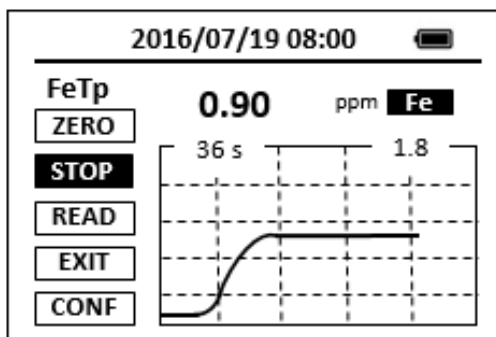 2016/07/19 08:00
FeTp
0.90 ppm Fe
ZERO
36 s 1.8
STOP
READ
EXIT
CONF